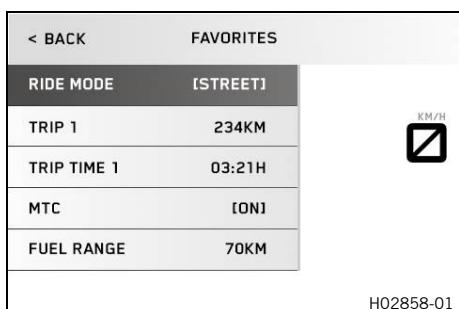 < BACK FAVORITES
RIDE MODE [STREET]
TRIP 1 234KM
KM/H
0
TRIP TIME 1 03:21H
MTC [ON]
FUEL RANGE 70KM
H02858-01